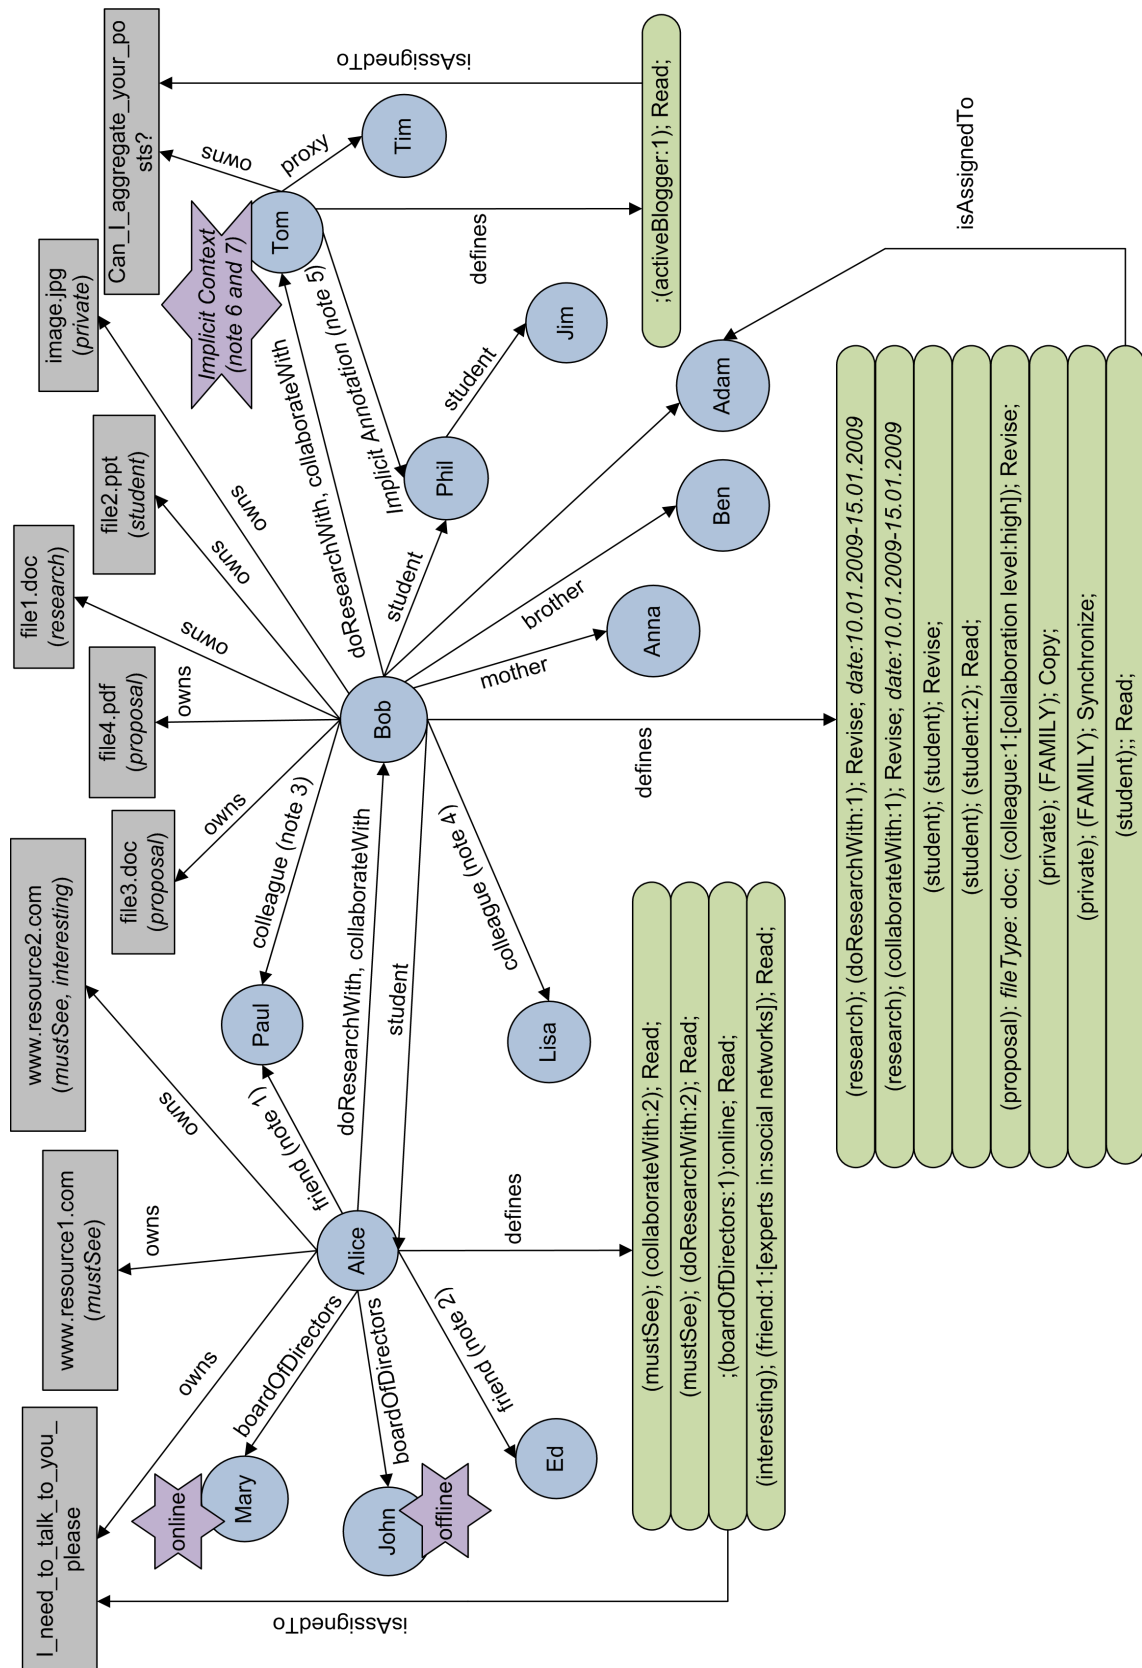 I_need_to_talk_to_you_
please
www.resource1.com
(mustSee)
www.resource2.com
(mustSee, interesting)
file3.doc
(proposal)
file4.pdf
(proposal)
file1.doc
(research)
file2.ppt
(student)
image.jpg
(private)
Can_I_aggregate_your_po
sts?
owns
owns
owns
owns
owns
owns
owns
owns
owns
isAssignedTo
isAssignedTo
online
Mary
boardOfDirectors
John
offline
boardOfDirectors
Ed
friend (note 2)
Alice
friend (note 1)
Paul
colleague (note 3)
doResearchWith, collaborateWith
student
Lisa
colleague (note 4)
Bob
doResearchWith, collaborateWith
student
Phil
Implicit Annotation (note 5)
Implicit Context
(note 6 and 7)
Tom
proxy
Tim
student
Jim
mother
Anna
brother
Ben
Adam
defines
defines
defines
isAssignedTo
;(activeBlogger:1); Read;
(mustSee); (collaborateWith:2); Read;
(mustSee); (doResearchWith:2); Read;
;(boardOfDirectors:1):online; Read;
(interesting); (friend:1:[experts in:social networks]); Read;
(research); (doResearchWith:1); Revise; date:10.01.2009-15.01.2009
(research); (collaborateWith:1); Revise; date:10.01.2009-15.01.2009
(student); (student); Revise;
(student); (student:2); Read;
(proposal): fileType: doc; (colleague:1:[collaboration level:high]); Revise;
(private); (FAMILY); Copy;
(private); (FAMILY); Synchronize;
(student);; Read;